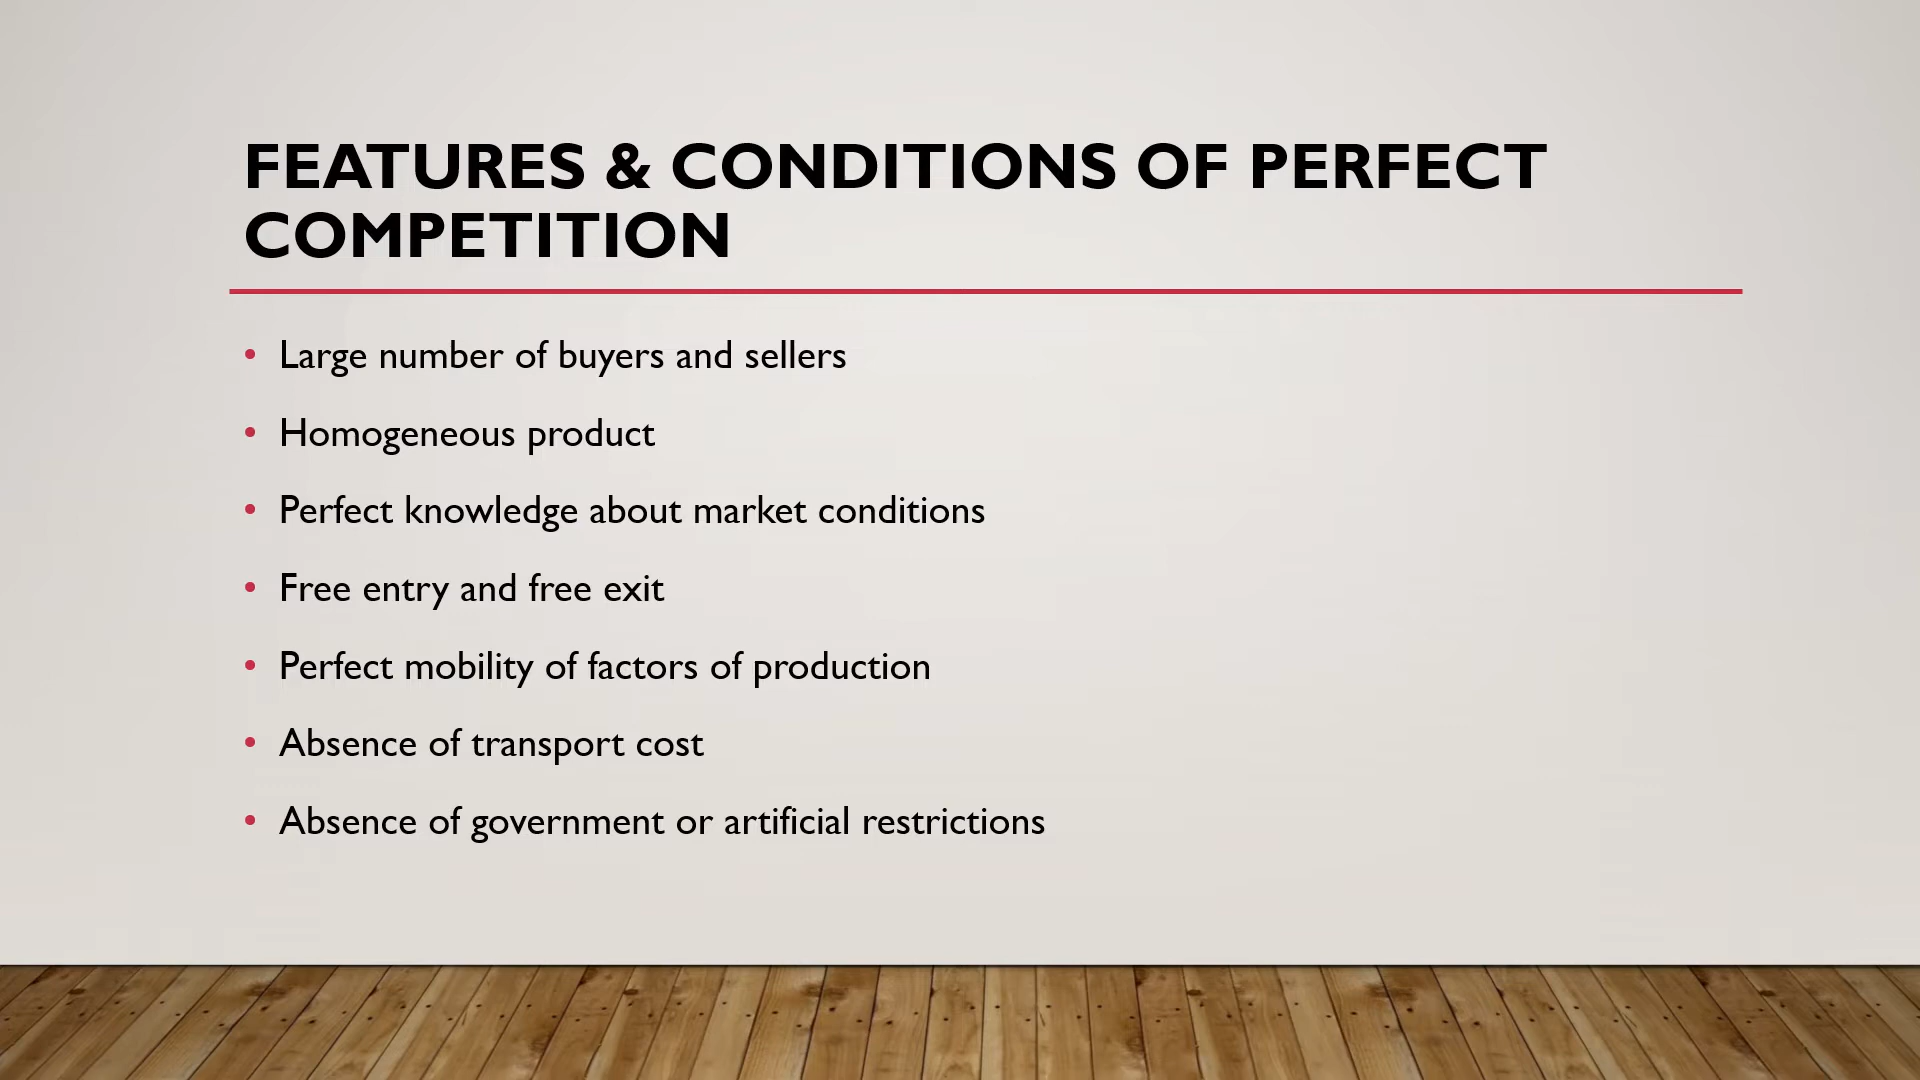 FEATURES & CONDITIONS OF PERFECT
COMPETITION
• Large number of buyers and sellers
• Homogeneous product
• Perfect knowledge about market conditions
• Free entry and free exit
• Perfect mobility of factors of production
• Absence of transport cost
• Absence of government or artificial restrictions